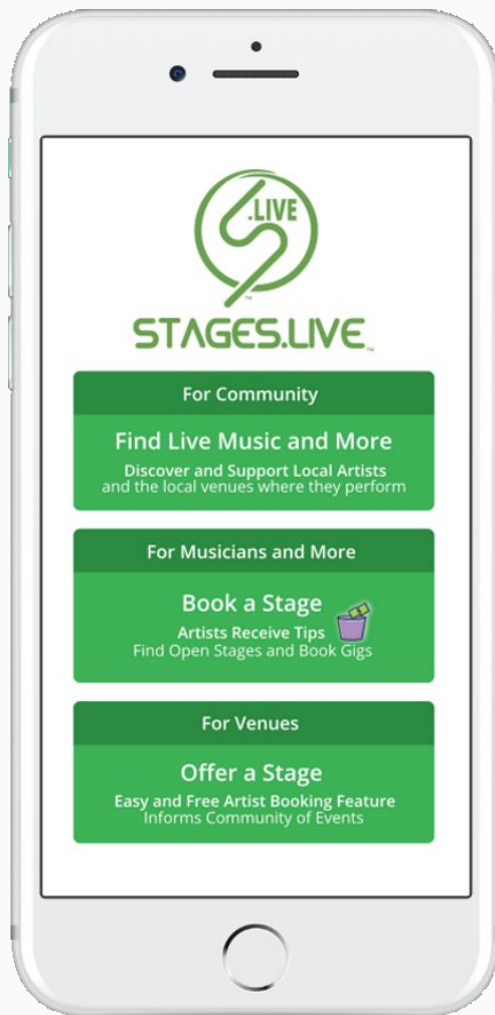 .LIVE
TM
STAGES.LIVE
TM
For Community
Find Live Music and More
Discover and Support Local Artists
and the local venues where they perform
For Musicians and More
Book a Stage
Artists Receive Tips
Find Open Stages and Book Gigs
For Venues
Offer a Stage
Easy and Free Artist Booking Feature
Informs Community of Events